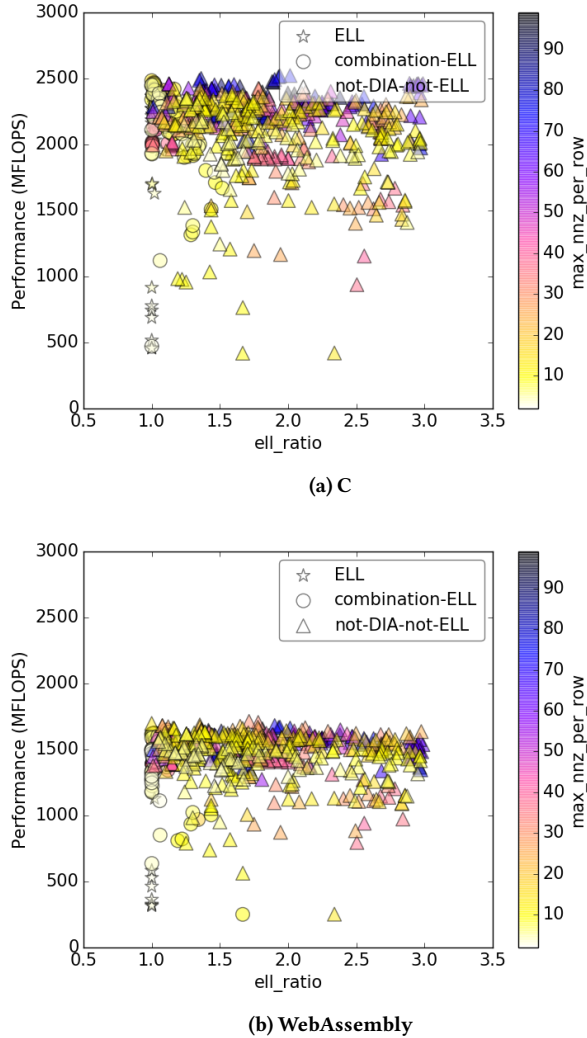 3000
2500
2000
1500
1000
500
0
Performance (MFLOPS)
ELL
combination-ELL
not-DIA-not-ELL
0.5 1.0 1.5 2.0 2.5 3.0 3.5
ell_ratio
90
80
70
60
50
40
30
20
10
max_nnz_per_row
(a) C
3000
2500
2000
1500
1000
500
0
Performance (MFLOPS)
ELL
combination-ELL
not-DIA-not-ELL
0.5 1.0 1.5 2.0 2.5 3.0 3.5
ell_ratio
90
80
70
60
50
40
30
20
10
max_nnz_per_row
(b) WebAssembly